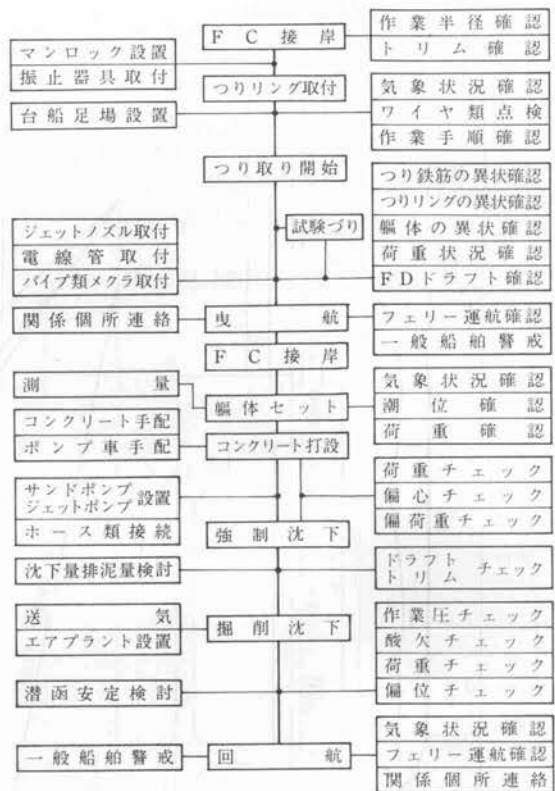 FC接岸
作業半径確認
トリム確認
マンロック設置
振止器具取付
つりリング取付
台船足場設置
気象状況確認
ワイヤ類点検
作業手順確認
つり取り開始
つり鉄筋の異状確認
つりリングの異状確認
軀体の異状確認
荷重状況確認
FDドラフト確認
試験づり
ジェットノズル取付
電線管取付
パイプ類メクラ取付
関係個所連絡
曳航
フェリー運航確認
一般船舶警戒
FC接岸
測量
軀体セット
気象状況確認
潮位確認
荷重確認
コンクリート手配
ポンプ車手配
コンクリート打設
荷重チェック
偏心チェック
偏荷重チェック
サンドポンプ
ジェットポンプ
設置
ホース類接続
強制沈下
沈下量排泥量検討
ドラフト
トリム
チェック
送気
エアプラント設置
掘削沈下
作業圧チェック
酸欠チェック
荷重チェック
偏位チェック
潜函安定検討
一般船舶警戒
回航
気象状況確認
フェリー運航確認
関係個所連絡